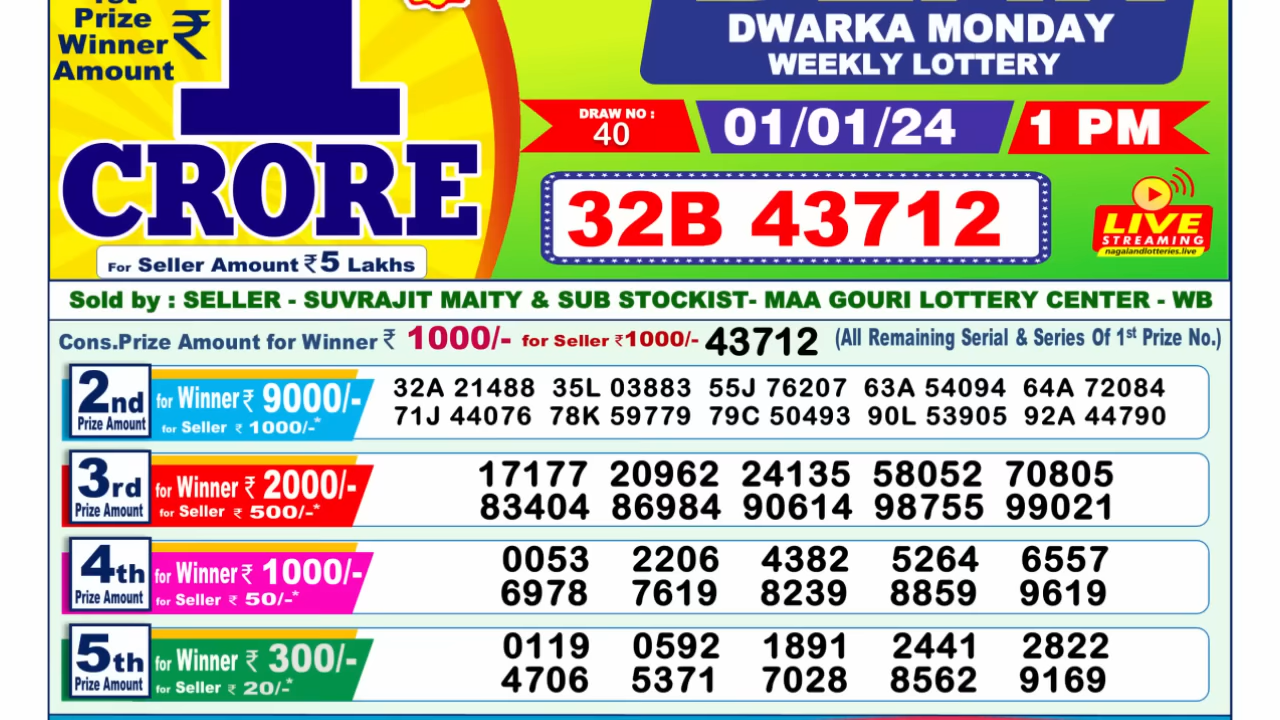 Prize
Winner ₹
Amount
1
CRORE
For Seller Amount ₹5 Lakhs
DWARKA MONDAY
WEEKLY LOTTERY
DRAW NO :
40
01/01/24
1 PM
32B 43712
LIVE
STREAMING
nagalandlotteries.live
Sold by : SELLER - SUVRAJIT MAITY & SUB STOCKIST- MAA GOURI LOTTERY CENTER - WB
Cons.Prize Amount for Winner ₹ 1000/- for Seller ₹1000/- 43712 (All Remaining Serial & Series Of 1st Prize No.)
2nd
Prize Amount
for Winner ₹ 9000/-
for Seller ₹ 1000/-*
32A 21488 35L 03883 55J 76207 63A 54094 64A 72084
71J 44076 78K 59779 79C 50493 90L 53905 92A 44790
3rd
Prize Amount
for Winner ₹ 2000/-
for Seller ₹ 500/-*
17177 20962 24135 58052 70805
83404 86984 90614 98755 99021
4th
Prize Amount
for Winner ₹ 1000/-
for Seller ₹ 50/-*
0053 2206 4382 5264 6557
6978 7619 8239 8859 9619
5th
Prize Amount
for Winner ₹ 300/-
for Seller ₹ 20/-*
0119 0592 1891 2441 2822
4706 5371 7028 8562 9169